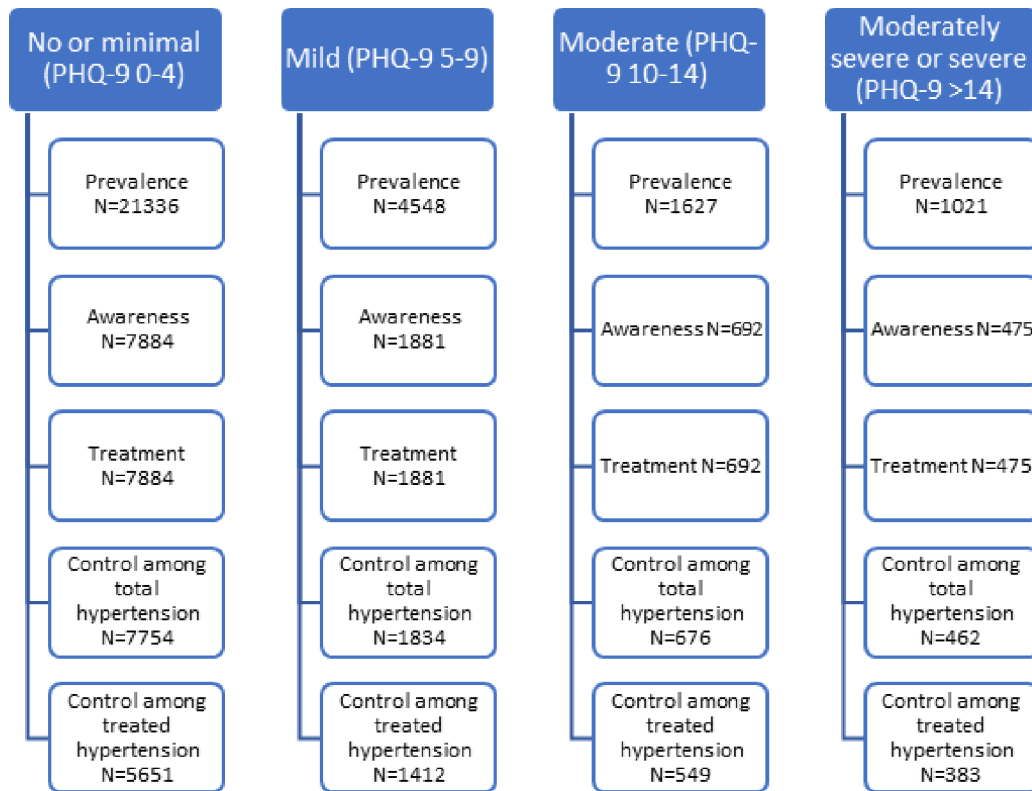 No or minimal
(PHQ-9 0-4)
Prevalence
N=21336
Awareness
N=7884
Treatment
N=7884
Control among
total
hypertension
N=7754
Control among
treated
hypertension
N=5651
Mild (PHQ-9 5-9)
Prevalence
N=4548
Awareness
N=1881
Treatment
N=1881
Control among
total
hypertension
N=1834
Control among
treated
hypertension
N=1412
Moderate (PHQ-
9 10-14)
Prevalence
N=1627
Awareness N=692
Treatment N=692
Control among
total
hypertension
N=676
Control among
treated
hypertension
N=549
Moderately
severe or severe
(PHQ-9 >14)
Prevalence
N=1021
Awareness N=475
Treatment N=475
Control among
total
hypertension
N=462
Control among
treated
hypertension
N=383